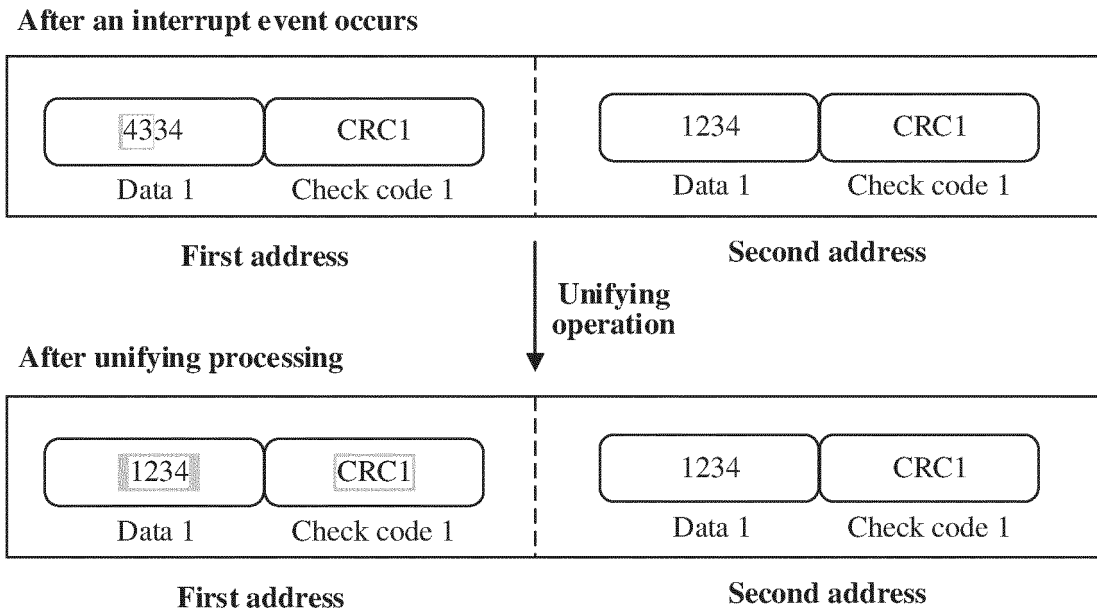 After an interrupt event occurs
4334 CRC1 1234 CRC1
Data 1 Check code 1 Data 1 Check code 1
First address Second address
Unifying
operation
After unifying processing
1234 CRC1 1234 CRC1
Data 1 Check code 1 Data 1 Check code 1
First address Second address